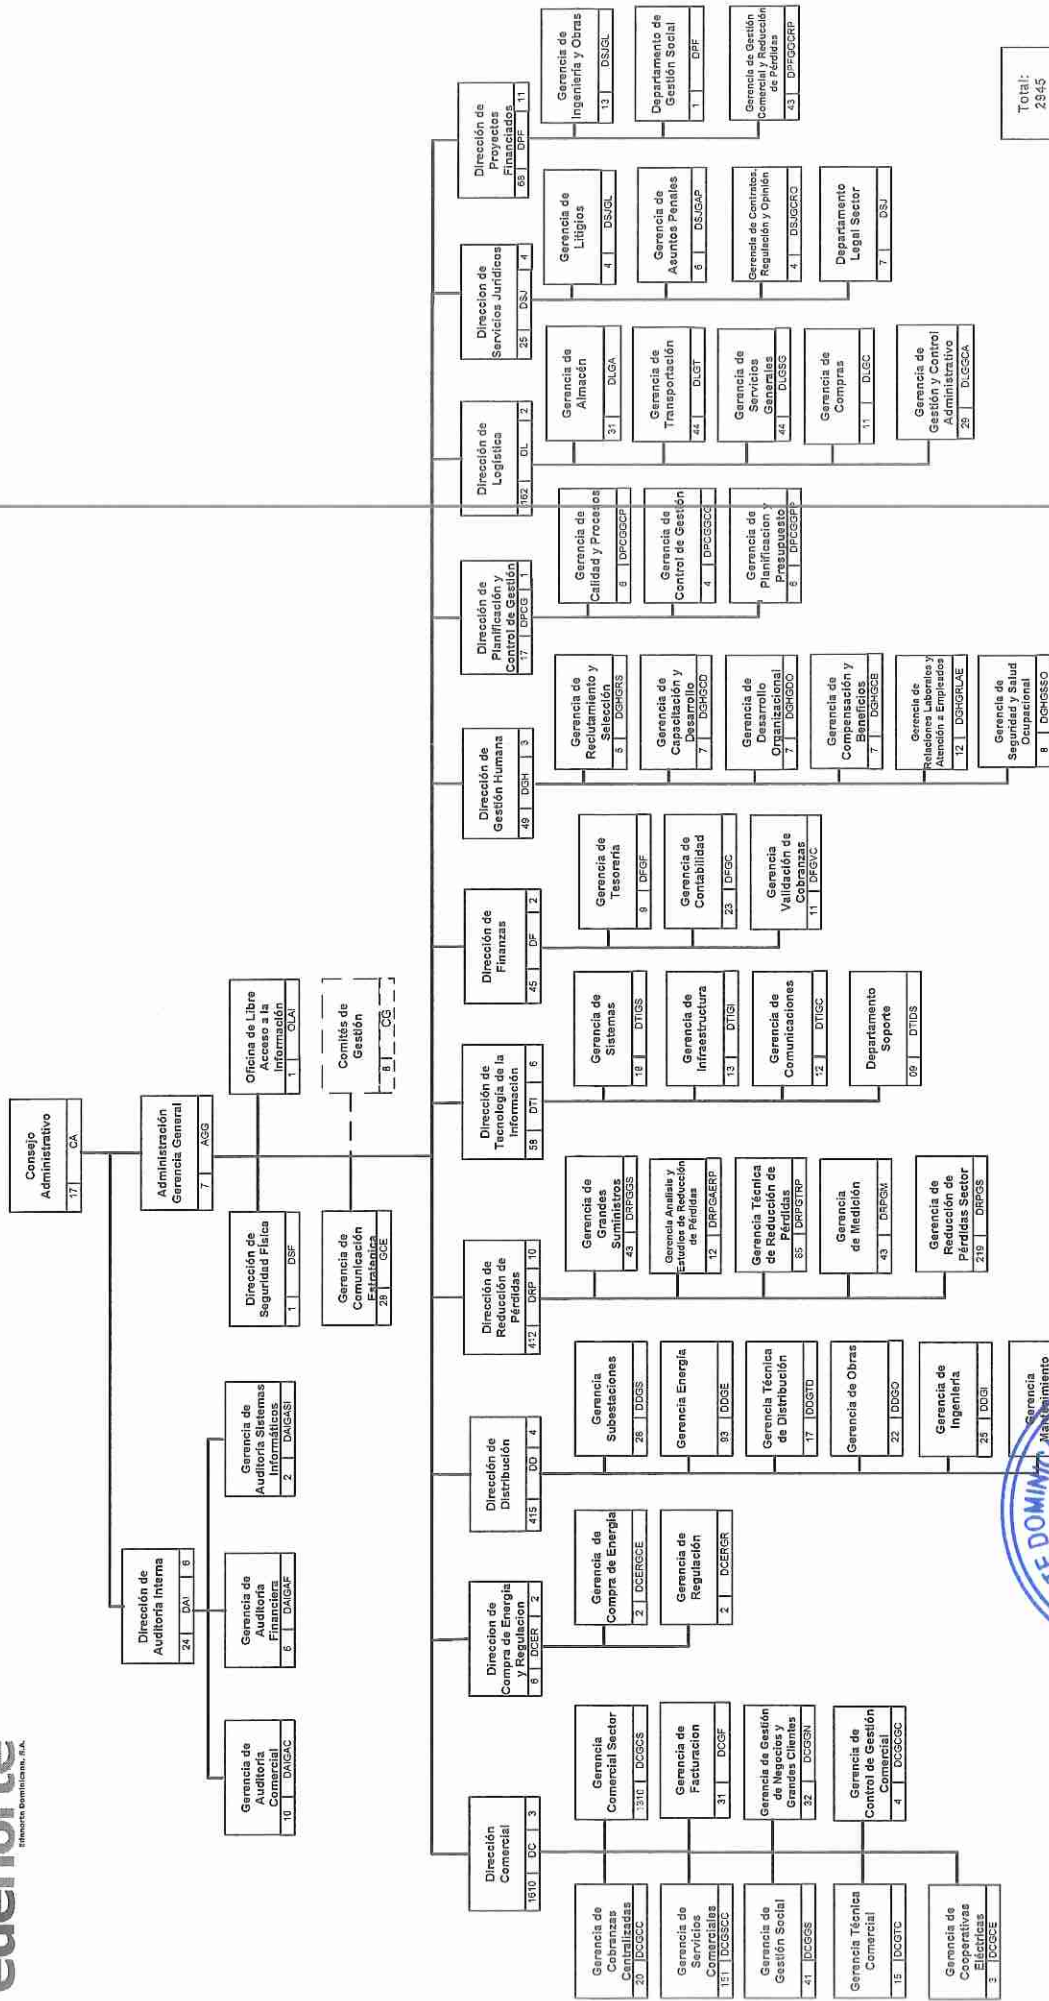 edenorte
Edenorte Dominicana, S.A.
Consejo
Administrativo
17 CA
Administración
Gerencia General
7 AGG
Dirección de
Auditoría Interna
24 DAI 6
Gerencia de
Auditoría
Comercial
10 DAIGAC
Gerencia de
Auditoría
Financiera
6 DAIGAF
Gerencia de
Auditoría Sistemas
Informáticos
2 DAIGASI
Dirección de
Seguridad Física
1 DSF
Oficina de Libre
Acceso a la
Información
1 OLAI
Gerencia de
Comunicación
Estrategica
28 GCE
Comités de
Gestión
8 CG
Dirección
Comercial
1610 DC 3
Gerencia de
Cobranzas
Centralizadas
20 DCGCC
Gerencia
Comercial Sector
1310 DCGCS
Gerencia de
Servicios
Comerciales
151 DCGSCC
Gerencia de
Facturacion
31 DCGF
Gerencia de
Gestión Social
41 DCGGS
Gerencia de Gestión
de Negocios y
Grandes Clientes
32 DCGGN
Gerencia Técnica
Comercial
15 DCGTC
Gerencia de
Control de Gestión
Comercial
4 DCGCGC
Gerencia de
Cooperativas
Eléctricas
3 DCGCE
Direccion de
Compra de Energia
y Regulacion
6 DCER 2
Gerencia de
Compra de Energia
2 DCERGCE
Gerencia de
Regulación
2 DCERGR
Dirección de
Distribución
415 DD 4
Gerencia
Subestaciones
26 DDGS
Gerencia Energía
93 DDGE
Gerencia Técnica
de Distribución
17 DDGTD
Gerencia de Obras
22 DDGO
Gerencia de
Ingeniería
25 DDGI
Gerencia
Mantenimiento
Dirección de
Reducción de
Pérdidas
412 DRP 10
Gerencia de
Grandes
Suministros
43 DRPGGS
Gerencia Analisis y
Estudios de Reducción
de Pérdidas
12 DRPGAERP
Gerencia Técnica
de Reducción de
Pérdidas
85 DRPGTRP
Gerencia
de Medición
43 DRPGM
Gerencia de
Reducción de
Pérdidas Sector
219 DRPGS
Dirección de
Tecnología de la
Información
58 DTI 6
Gerencia de
Sistemas
18 DTIGS
Gerencia de
Infraestructura
13 DTIGI
Gerencia de
Comunicaciones
12 DTIGC
Departamento
Soporte
09 DTIDS
Dirección de
Finanzas
45 DF 2
Gerencia de
Tesorería
9 DFGF
Gerencia de
Contabilidad
23 DFGC
Gerencia
Validación de
Cobranzas
11 DFGVC
Dirección de
Gestión Humana
49 DGH 3
Gerencia de
Reclutamiento y
Selección
5 DGHGRS
Gerencia de
Capacitación y
Desarrollo
7 DGHGCD
Gerencia de
Desarrollo
Organizacional
7 DGHGDO
Gerencia de
Compensación y
Beneficios
7 DGHGCB
Gerencia de
Relaciones Laborales y
Atención a Empleados
12 DGHGRLAE
Gerencia de
Seguridad y Salud
Ocupacional
8 DGHGSSO
Dirección de
Planificación y
Control de Gestión
17 DPCG 1
Gerencia de
Calidad y Procesos
6 DPCGGCP
Gerencia de
Control de Gestión
4 DPCGGCG
Gerencia de
Planificacion y
Presupuesto
6 DPCGGPP
Dirección de
Logística
162 DL 2
Gerencia de
Almacén
31 DLGA
Gerencia de
Transportación
44 DLGT
Gerencia de
Servicios
Generales
44 DLGSG
Gerencia de
Compras
11 DLGC
Gerencia de
Gestión y Control
Administrativo
29 DLGGCA
Direccion de
Servicios Jurídicos
25 DSJ 4
Gerencia de
Litigios
4 DSJGL
Gerencia de
Asuntos Penales
6 DSJGAP
Gerencia de Contratos,
Regulación y Opinión
4 DSJGCRO
Departamento
Legal Sector
7 DSJ
Dirección de
Proyectos
Financiados
68 DPF 11
Gerencia de
Ingeniería y Obras
13 DSJGL
Departamento de
Gestión Social
1 DPF
Gerencia de Gestión
Comercial y Reducción
de Pérdidas
43 DPFGOCRP
Total:
2945
DOMINIC